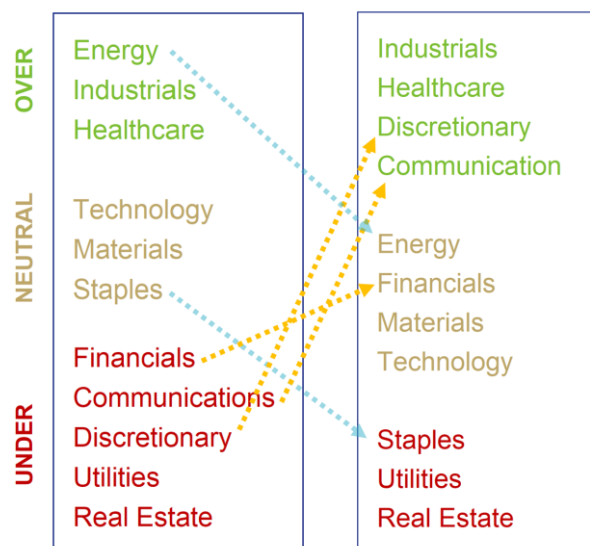 OVER
Energy
Industrials
Healthcare
NEUTRAL
Technology
Materials
Staples
UNDER
Financials
Communications
Discretionary
Utilities
Real Estate
Industrials
Healthcare
Discretionary
Communication
Energy
Financials
Materials
Technology
Staples
Utilities
Real Estate